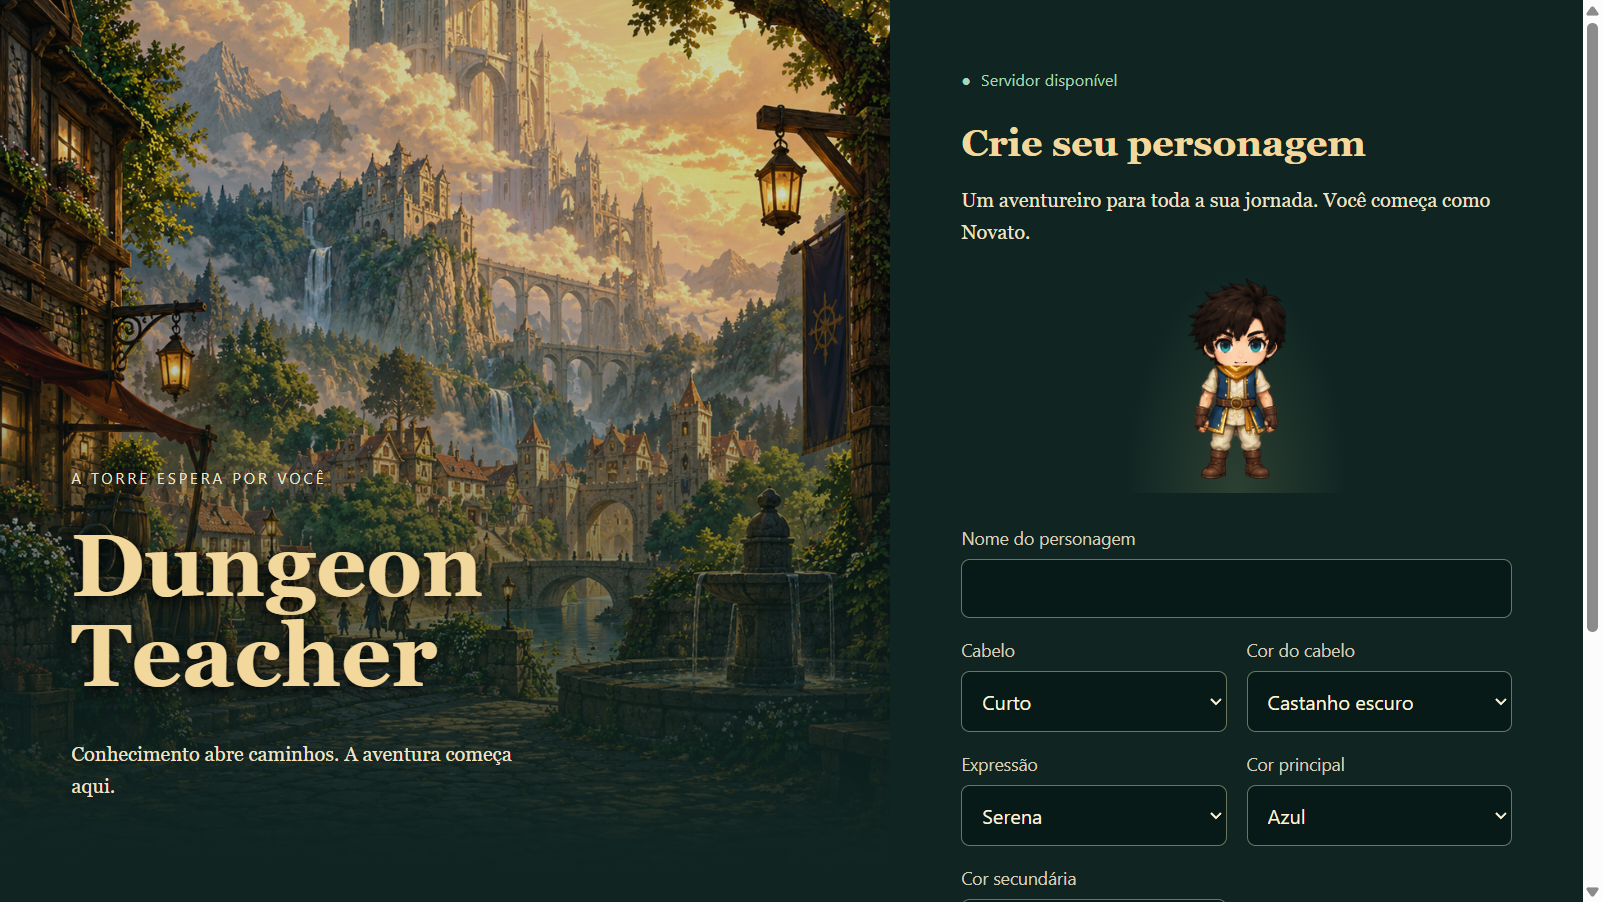 A TORRE ESPERA POR VOCÊ
Dungeon
Teacher
Conhecimento abre caminhos. A aventura começa
aqui.
Servidor disponível
Crie seu personagem
Um aventureiro para toda a sua jornada. Você começa como
Novato.
Nome do personagem
Cabelo
Cor do cabelo
Curto
Castanho escuro
Expressão
Cor principal
Serena
Azul
Cor secundária